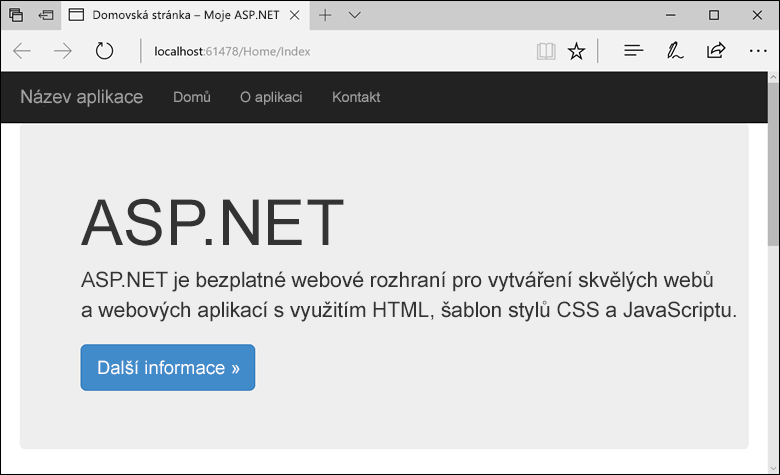 Domovská stránka – Moje ASP.NET
localhost:61478/Home/Index
Název aplikace Domů O aplikaci Kontakt
ASP.NET
ASP.NET je bezplatné webové rozhraní pro vytváření skvělých webů
a webových aplikací s využitím HTML, šablon stylů CSS a JavaScriptu.
Další informace »